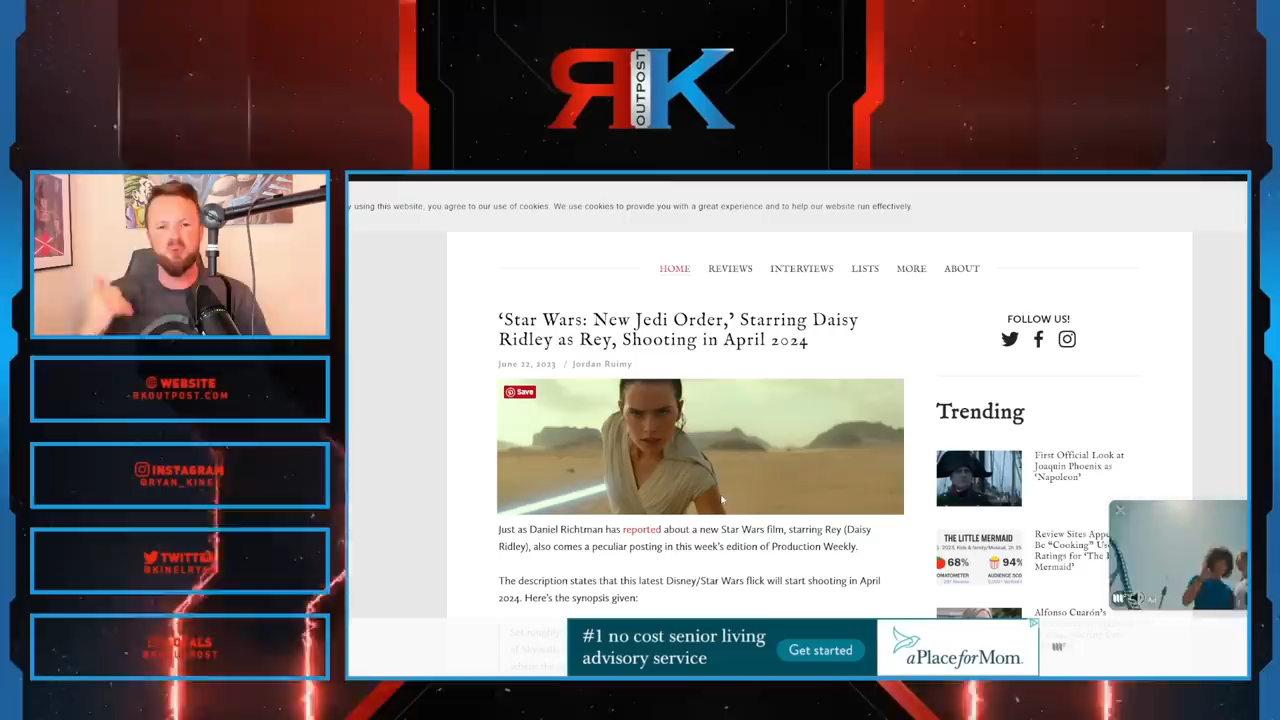 RK
OUTPOST
WEBSITE
RKOUTPOST.COM
INSTAGRAM
@RYAN_KINEL
TWITTER
y using this website, you agree to our use of cookies. We use cookies to provide you with a great experience and to help our website run effectively.
HOME REVIEWS INTERVIEWS LISTS MORE ABOUT
‘Star Wars: New Jedi Order,’ Starring Daisy
Ridley as Rey, Shooting in April 2024
June 22, 2023 / Jordan Ruimy
Save
Just as Daniel Richtman has reported about a new Star Wars film, starring Rey (Daisy
Ridley), also comes a peculiar posting in this week's edition of Production Weekly.
The description states that this latest Disney/Star Wars flick will start shooting in April
2024. Here's the synopsis given:
FOLLOW US!
Trending
First Official Look at
Joaquin Phoenix as
‘Napoleon’
THE LITTLE MERMAID
68% 94%
Review Sites
Be “Cooking”
Ratings for ‘The
Mermaid’
Alfonso Cuarón's
#1 no cost senior living
advisory service
Get started
aPlaceforMom.